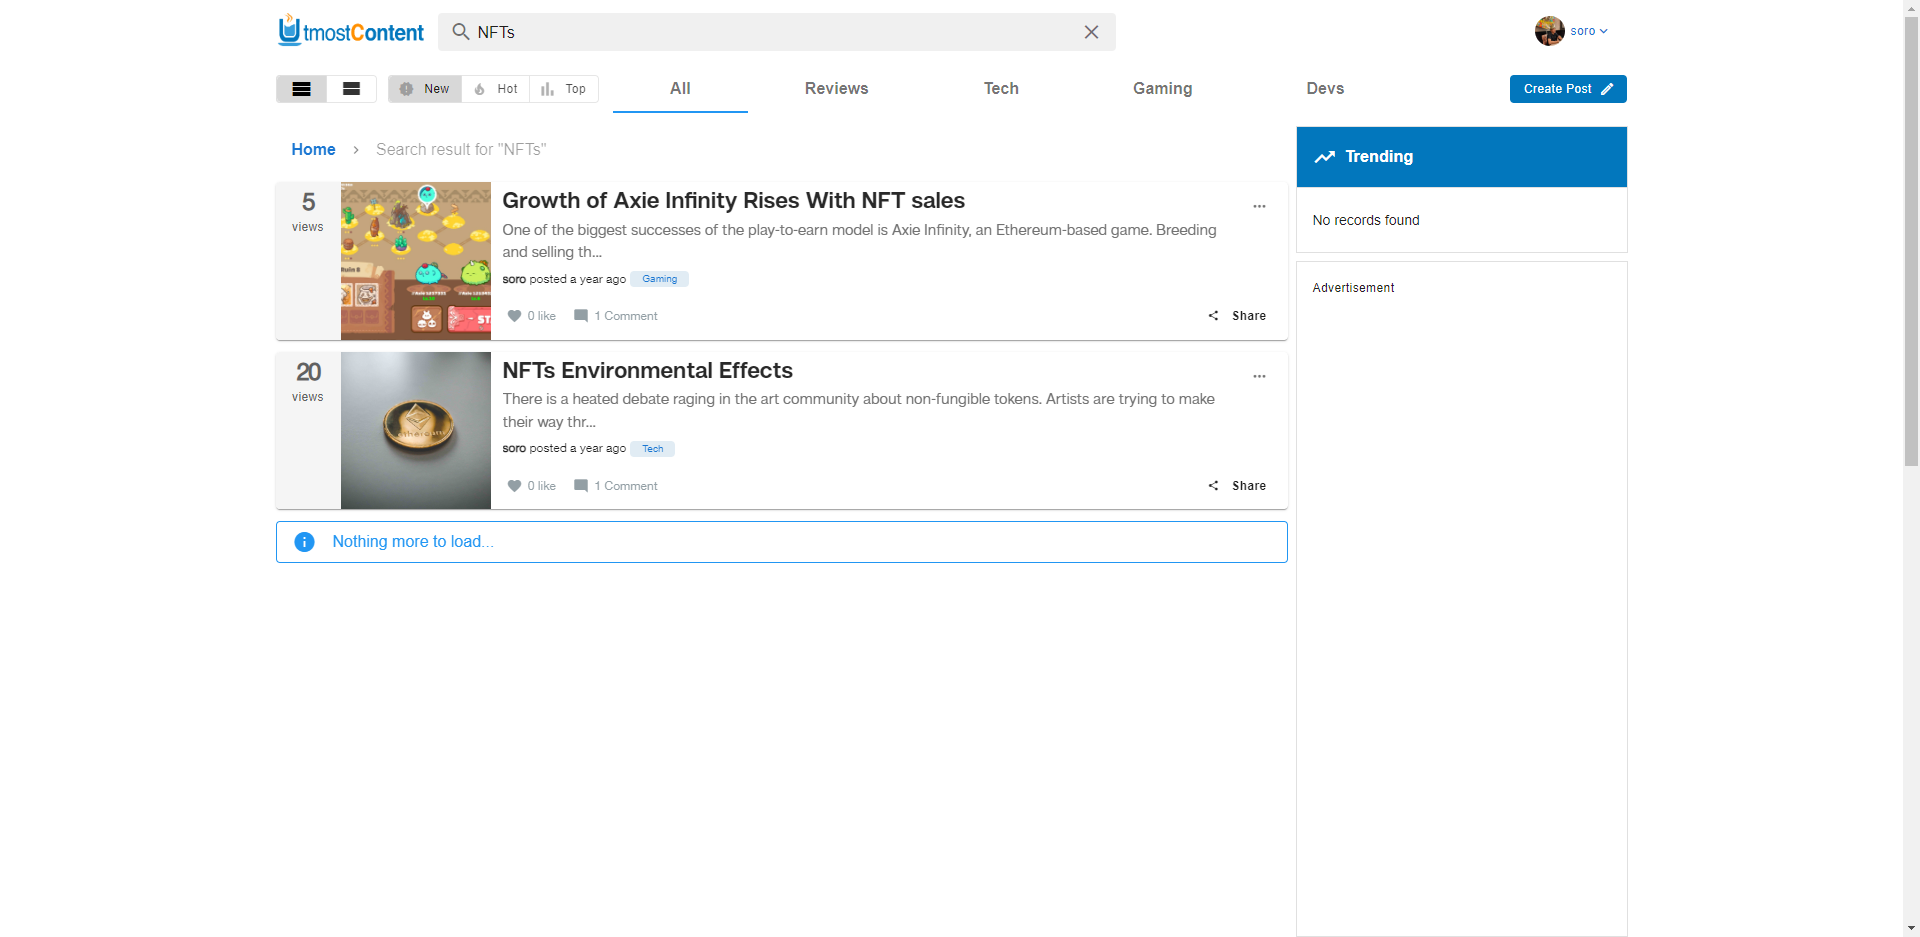 UtmostContent
NFTs
soro
New
Hot
Top
All
Reviews
Tech
Gaming
Devs
Create Post
Home
Search result for "NFTs"
Trending
No records found
Advertisement
5
views
Growth of Axie Infinity Rises With NFT sales
One of the biggest successes of the play-to-earn model is Axie Infinity, an Ethereum-based game. Breeding
and selling th...
soro posted a year ago Gaming
0 like 1 Comment
Share
20
views
NFTs Environmental Effects
There is a heated debate raging in the art community about non-fungible tokens. Artists are trying to make
their way thr...
soro posted a year ago Tech
0 like 1 Comment
Share
Nothing more to load...